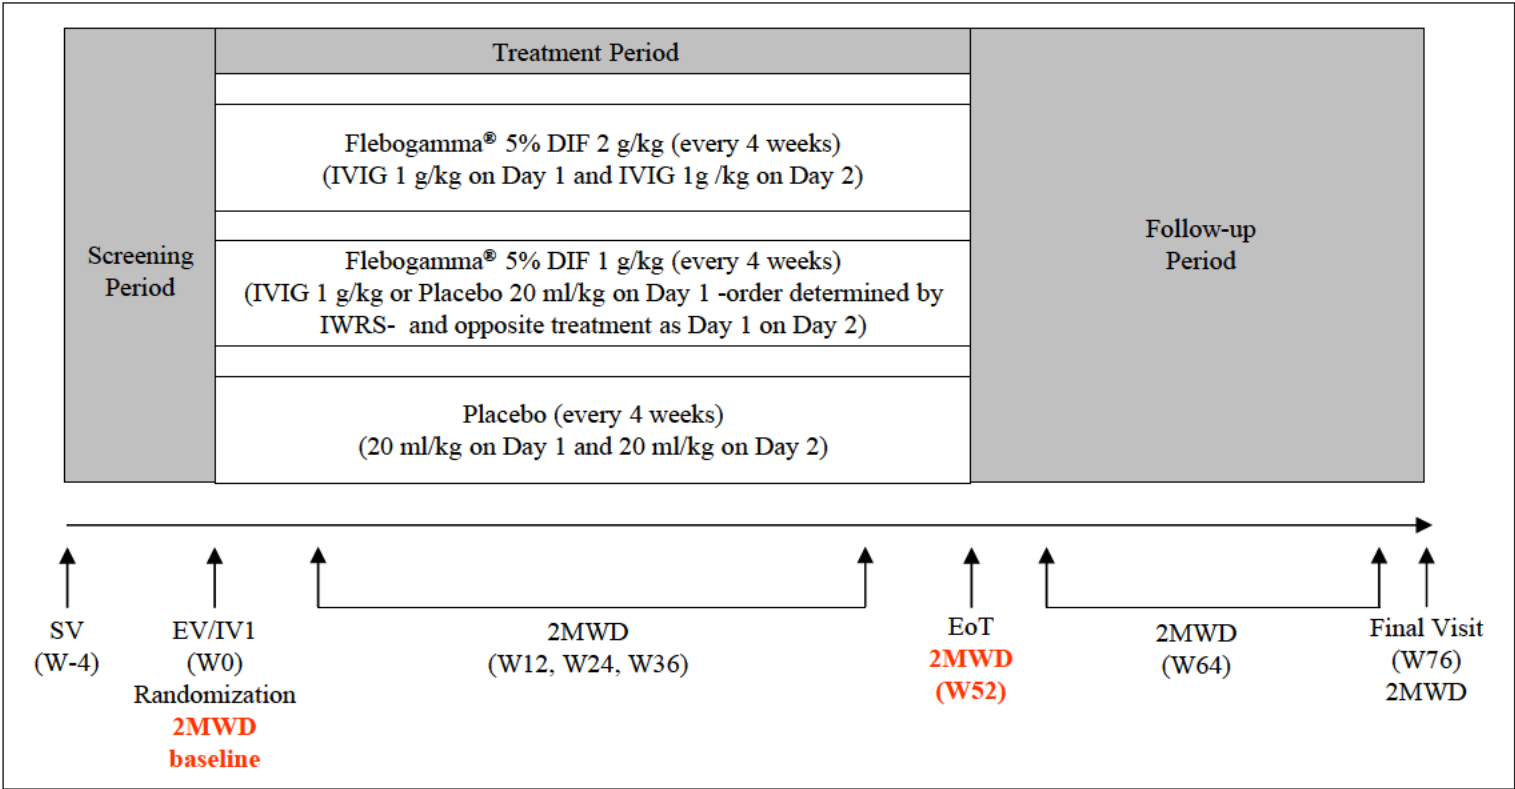 Treatment Period
Flebogamma® 5% DIF 2 g/kg (every 4 weeks)
(IVIG 1 g/kg on Day 1 and IVIG 1g /kg on Day 2)
Screening
Period
Flebogamma® 5% DIF 1 g/kg (every 4 weeks)
(IVIG 1 g/kg or Placebo 20 ml/kg on Day 1 -order determined by
IWRS- and opposite treatment as Day 1 on Day 2)
Placebo (every 4 weeks)
(20 ml/kg on Day 1 and 20 ml/kg on Day 2)
Follow-up
Period
SV
(W-4)
EV/IV1
(W0)
Randomization
2MWD
baseline
2MWD
(W12, W24, W36)
EoT
2MWD
(W52)
2MWD
(W64)
Final Visit
(W76)
2MWD